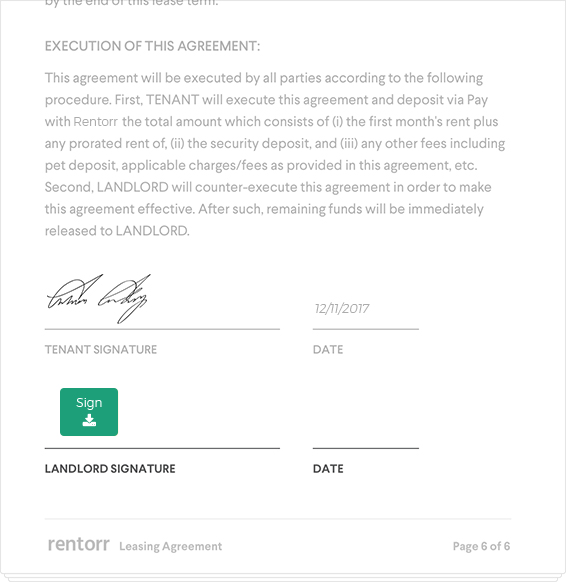 by the end of this lease term.
EXECUTION OF THIS AGREEMENT:
This agreement will be executed by all parties according to the following
procedure. First, TENANT will execute this agreement and deposit via Pay
with Rentorr the total amount which consists of (i) the first month's rent plus
any prorated rent of, (ii) the security deposit, and (iii) any other fees including
pet deposit, applicable charges/fees as provided in this agreement, etc.
Second, LANDLORD will counter-execute this agreement in order to make
this agreement effective. After such, remaining funds will be immediately
released to LANDLORD.
12/11/2017
TENANT SIGNATURE DATE
Sign
LANDLORD SIGNATURE DATE
rentorr Leasing Agreement Page 6 of 6